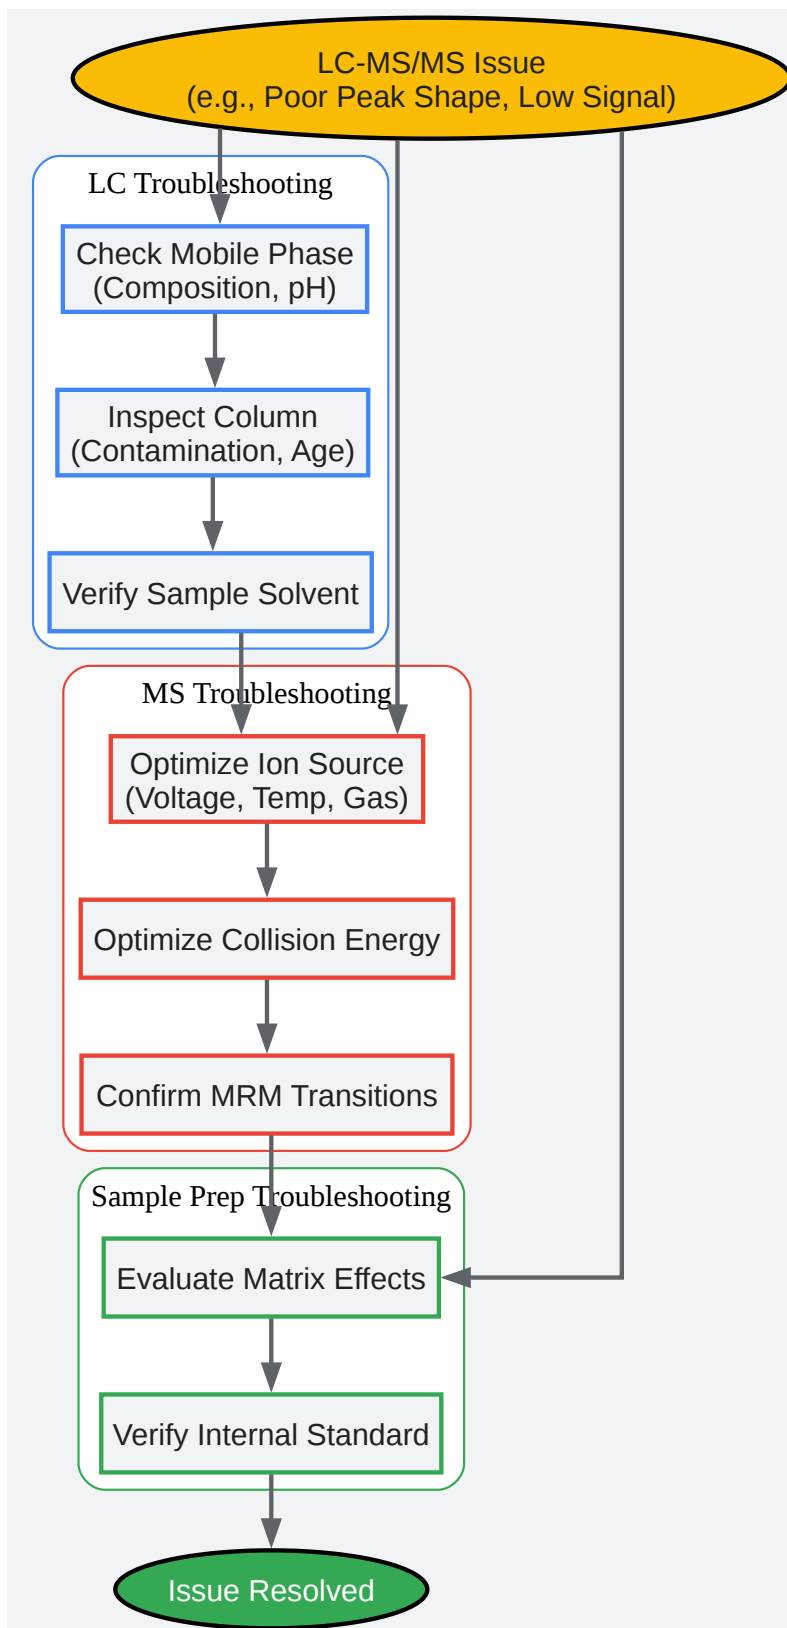 LC-MS/MS Issue
(e.g., Poor Peak Shape, Low Signal)
LC Troubleshooting
Check Mobile Phase
(Composition, pH)
Inspect Column
(Contamination, Age)
Verify Sample Solvent
MS Troubleshooting
Optimize Ion Source
(Voltage, Temp, Gas)
Optimize Collision Energy
Confirm MRM Transitions
Sample Prep Troubleshooting
Evaluate Matrix Effects
Verify Internal Standard
Issue Resolved